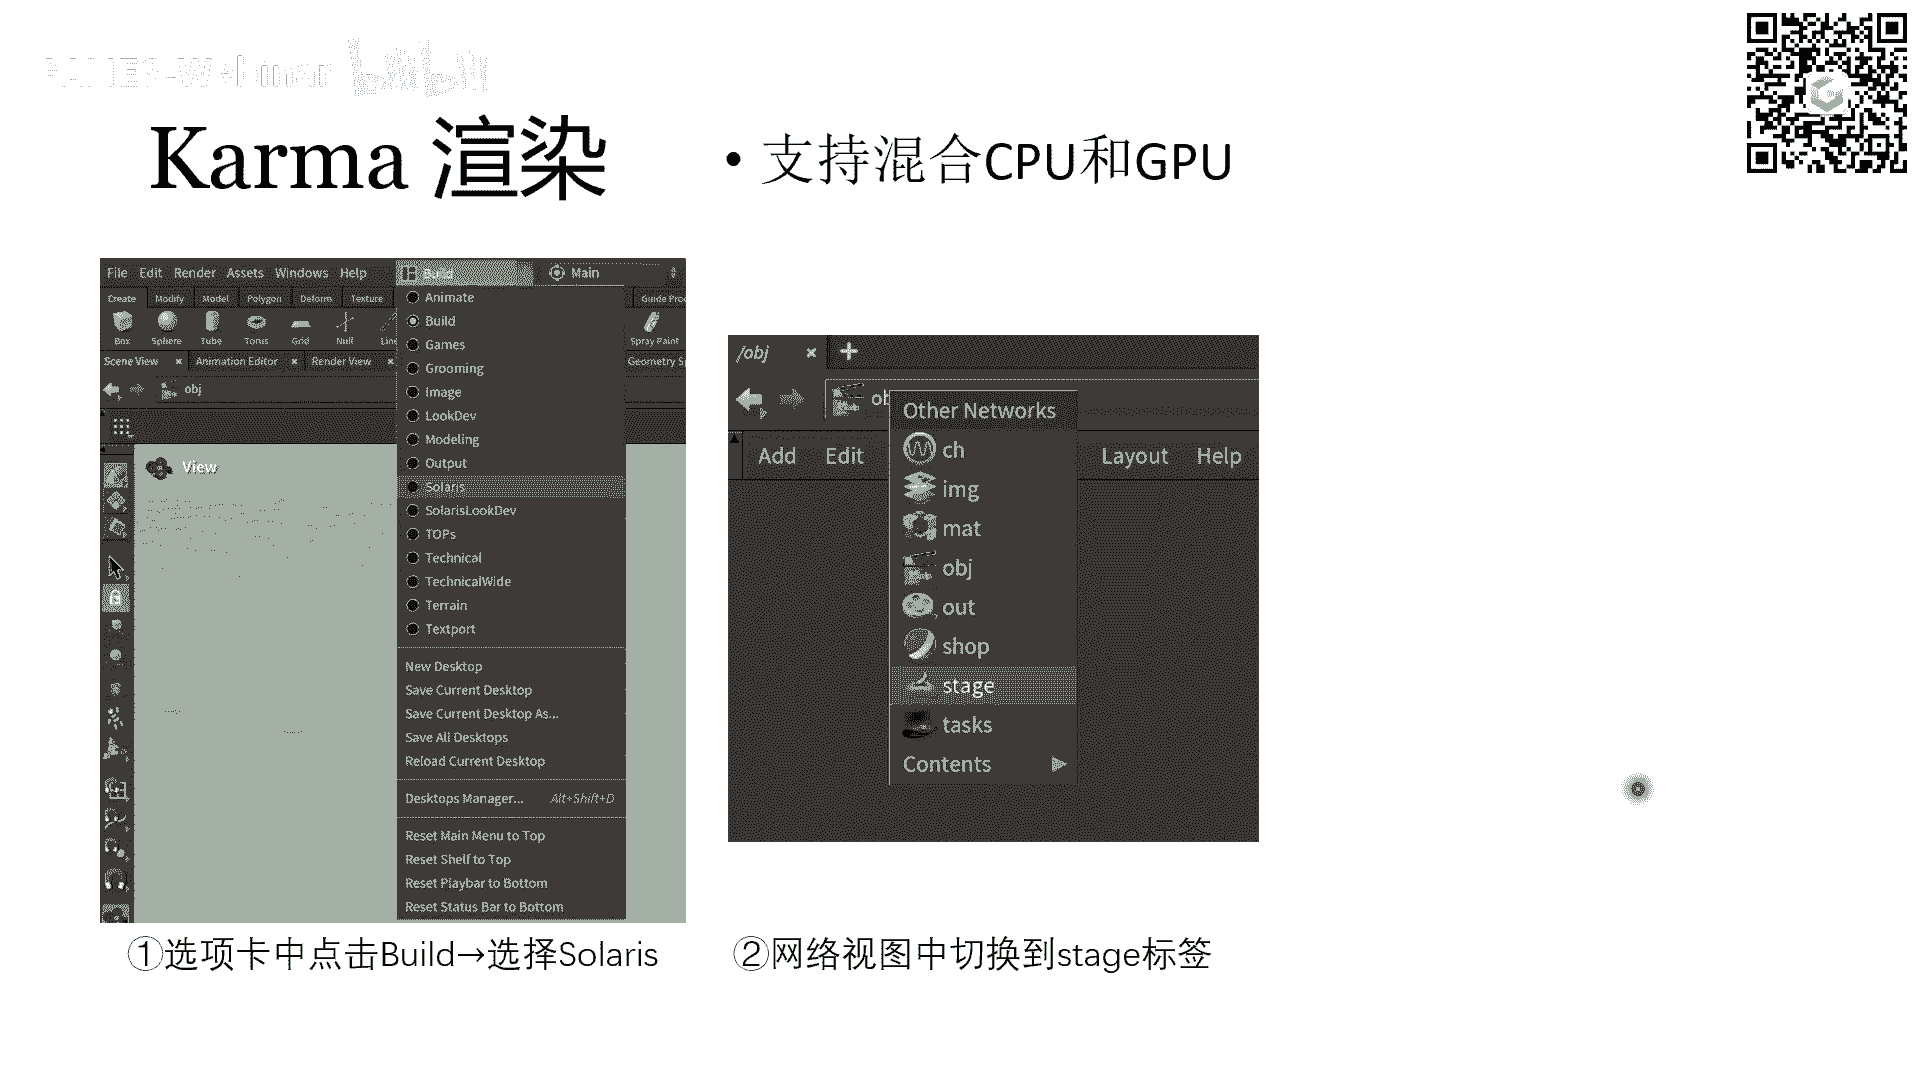 Karma 渲染
• 支持混合CPU和GPU
File Edit Render Assets Windows Help
Build
Main
Create Modify Model Polygon Deform Texture
Guide Proc
Box Sphere Tube Torus Grid Null Line
Spray Paint
Scene View Animation Editor Render View
Geometry S
obj
View
Animate
Build
Games
Grooming
Image
LookDev
Modeling
Output
Solaris
SolarisLookDev
TOPs
Technical
TechnicalWide
Terrain
Textport
New Desktop
Save Current Desktop
Save Current Desktop As...
Save All Desktops
Reload Current Desktop
Desktops Manager... Alt+Shift+D
Reset Main Menu to Top
Reset Shelf to Top
Reset Playbar to Bottom
Reset Status Bar to Bottom
①选项卡中点击Build→选择Solaris
/obj
ob
Add Edit Layout Help
Other Networks
ch
img
mat
obj
out
shop
stage
tasks
Contents
②网络视图中切换到stage标签